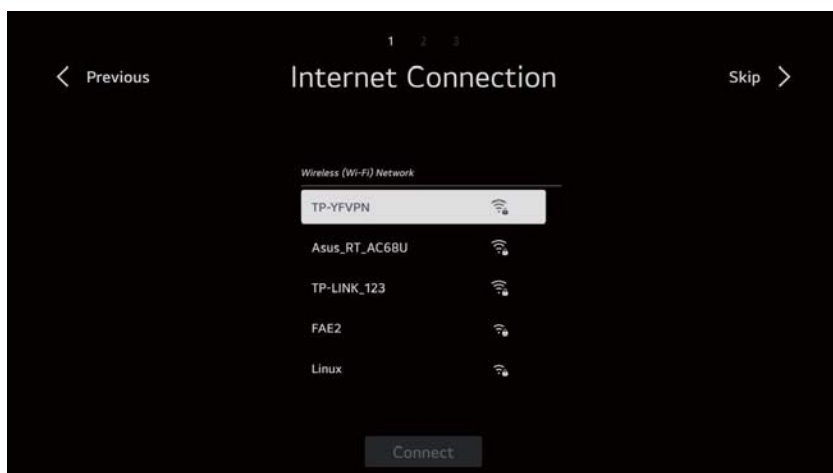 1 2 3
Previous
Internet Connection
Skip
Wireless (Wi-Fi) Network
TP-YFVPN
Asus_RT_AC68U
TP-LINK_123
FAE2
Linux
Connect